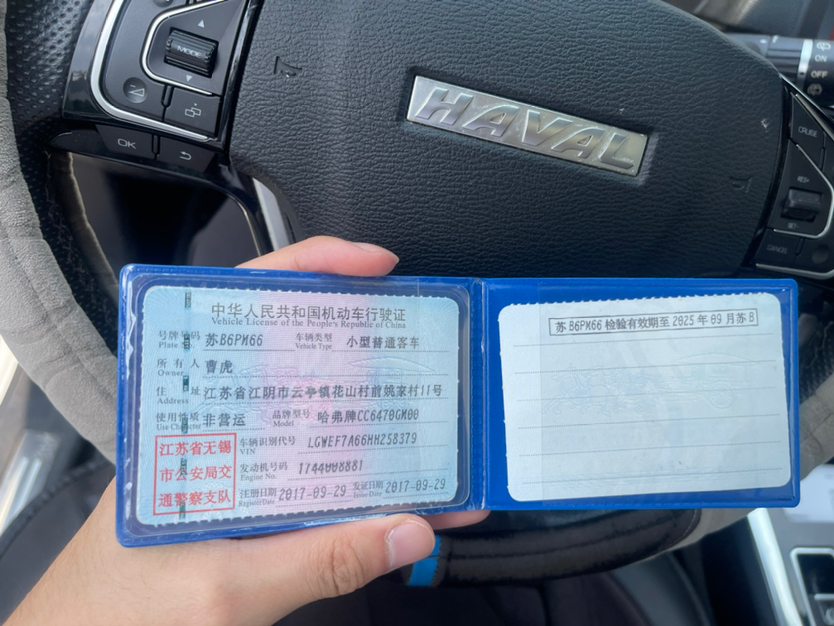 MODE
OK
HAVAL
ON
OFF
CRUISE
RES+
CANCEL
中华人民共和国机动车行驶证
Vehicle License of the People's Republic of China
号牌号码 苏B6PM66 车辆类型 小型普通客车
Plate Vehicle Type
所有人 曹虎
Owner
住址 江苏省江阴市云亭镇花山村前姚家村11号
使用性质 非营运 品牌型号 哈弗牌CC6470GM00
Use Character Model
江苏省无锡
市公安局交
通警察支队
车辆识别代号 LGWEF7A66HH258379
VIN
发动机号码 1744008881
Engine No.
注册日期 2017-09-29 发证日期 2017-09-29
Register Date Issue Date
苏B6PM66 检验有效期至 2025年09月苏B